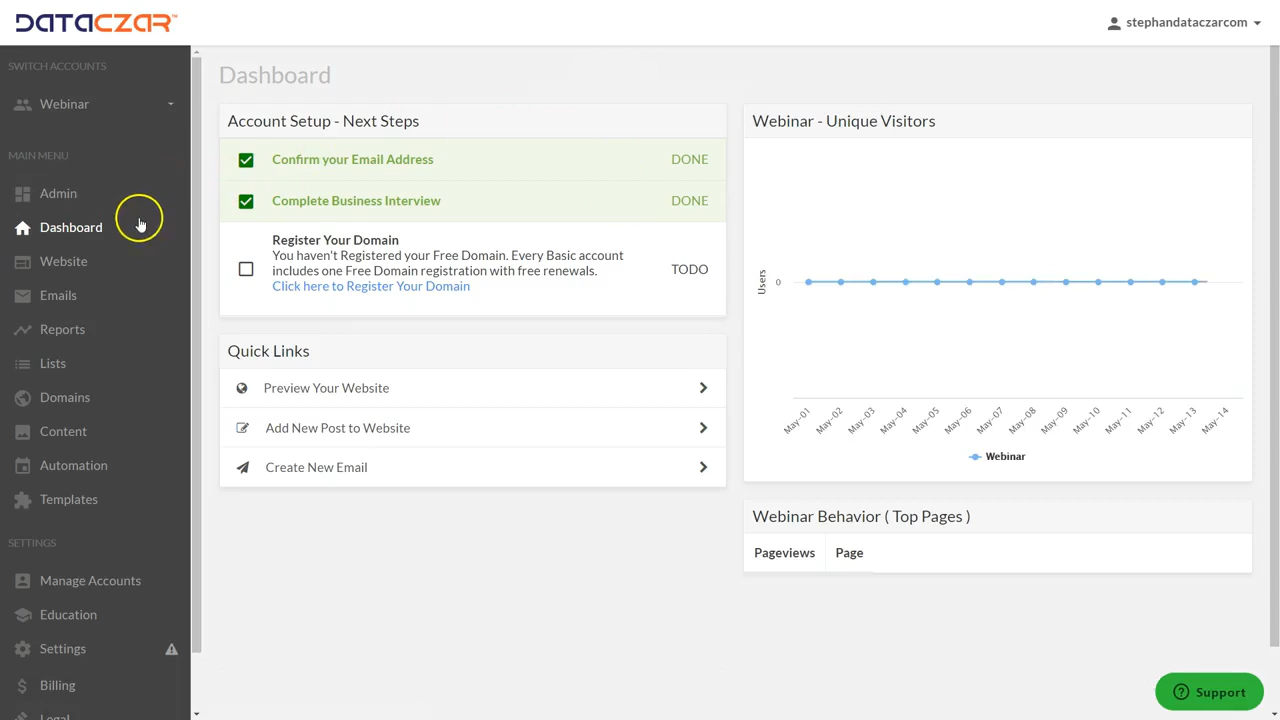 DATACZAR™
stephandataczarcom
SWITCH ACCOUNTS
Webinar
MAIN MENU
Admin
Dashboard
Website
Emails
Reports
Lists
Domains
Content
Automation
Templates
SETTINGS
Manage Accounts
Education
Settings
Billing
Legal
Dashboard
Account Setup - Next Steps
Confirm your Email Address DONE
Complete Business Interview DONE
Register Your Domain
You haven't Registered your Free Domain. Every Basic account
includes one Free Domain registration with free renewals. TODO
Click here to Register Your Domain
Quick Links
Preview Your Website
Add New Post to Website
Create New Email
Webinar - Unique Visitors
Users
0
May-01 May-02 May-03 May-04 May-05 May-06 May-07 May-08 May-09 May-10 May-11 May-12 May-13 May-14
Webinar
Webinar Behavior ( Top Pages )
Pageviews Page
Support